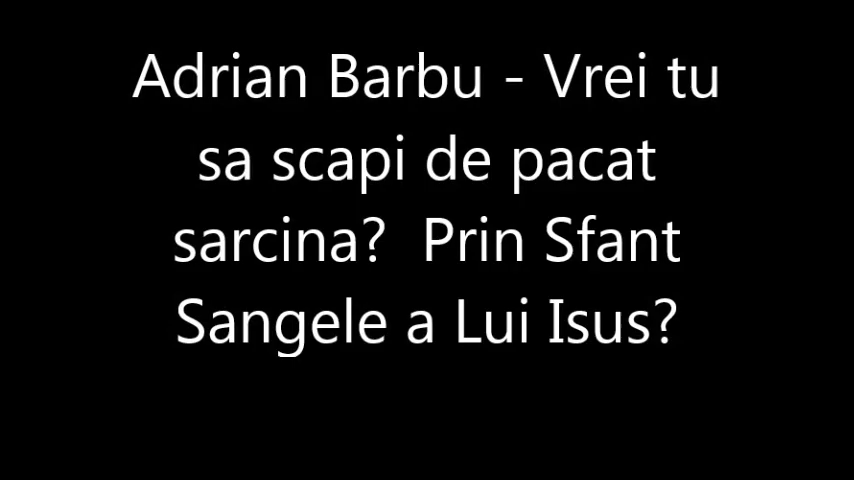 Adrian Barbu - Vrei tu
sa scapi de pacat
sarcina?  Prin Sfant
Sangele a Lui Isus?